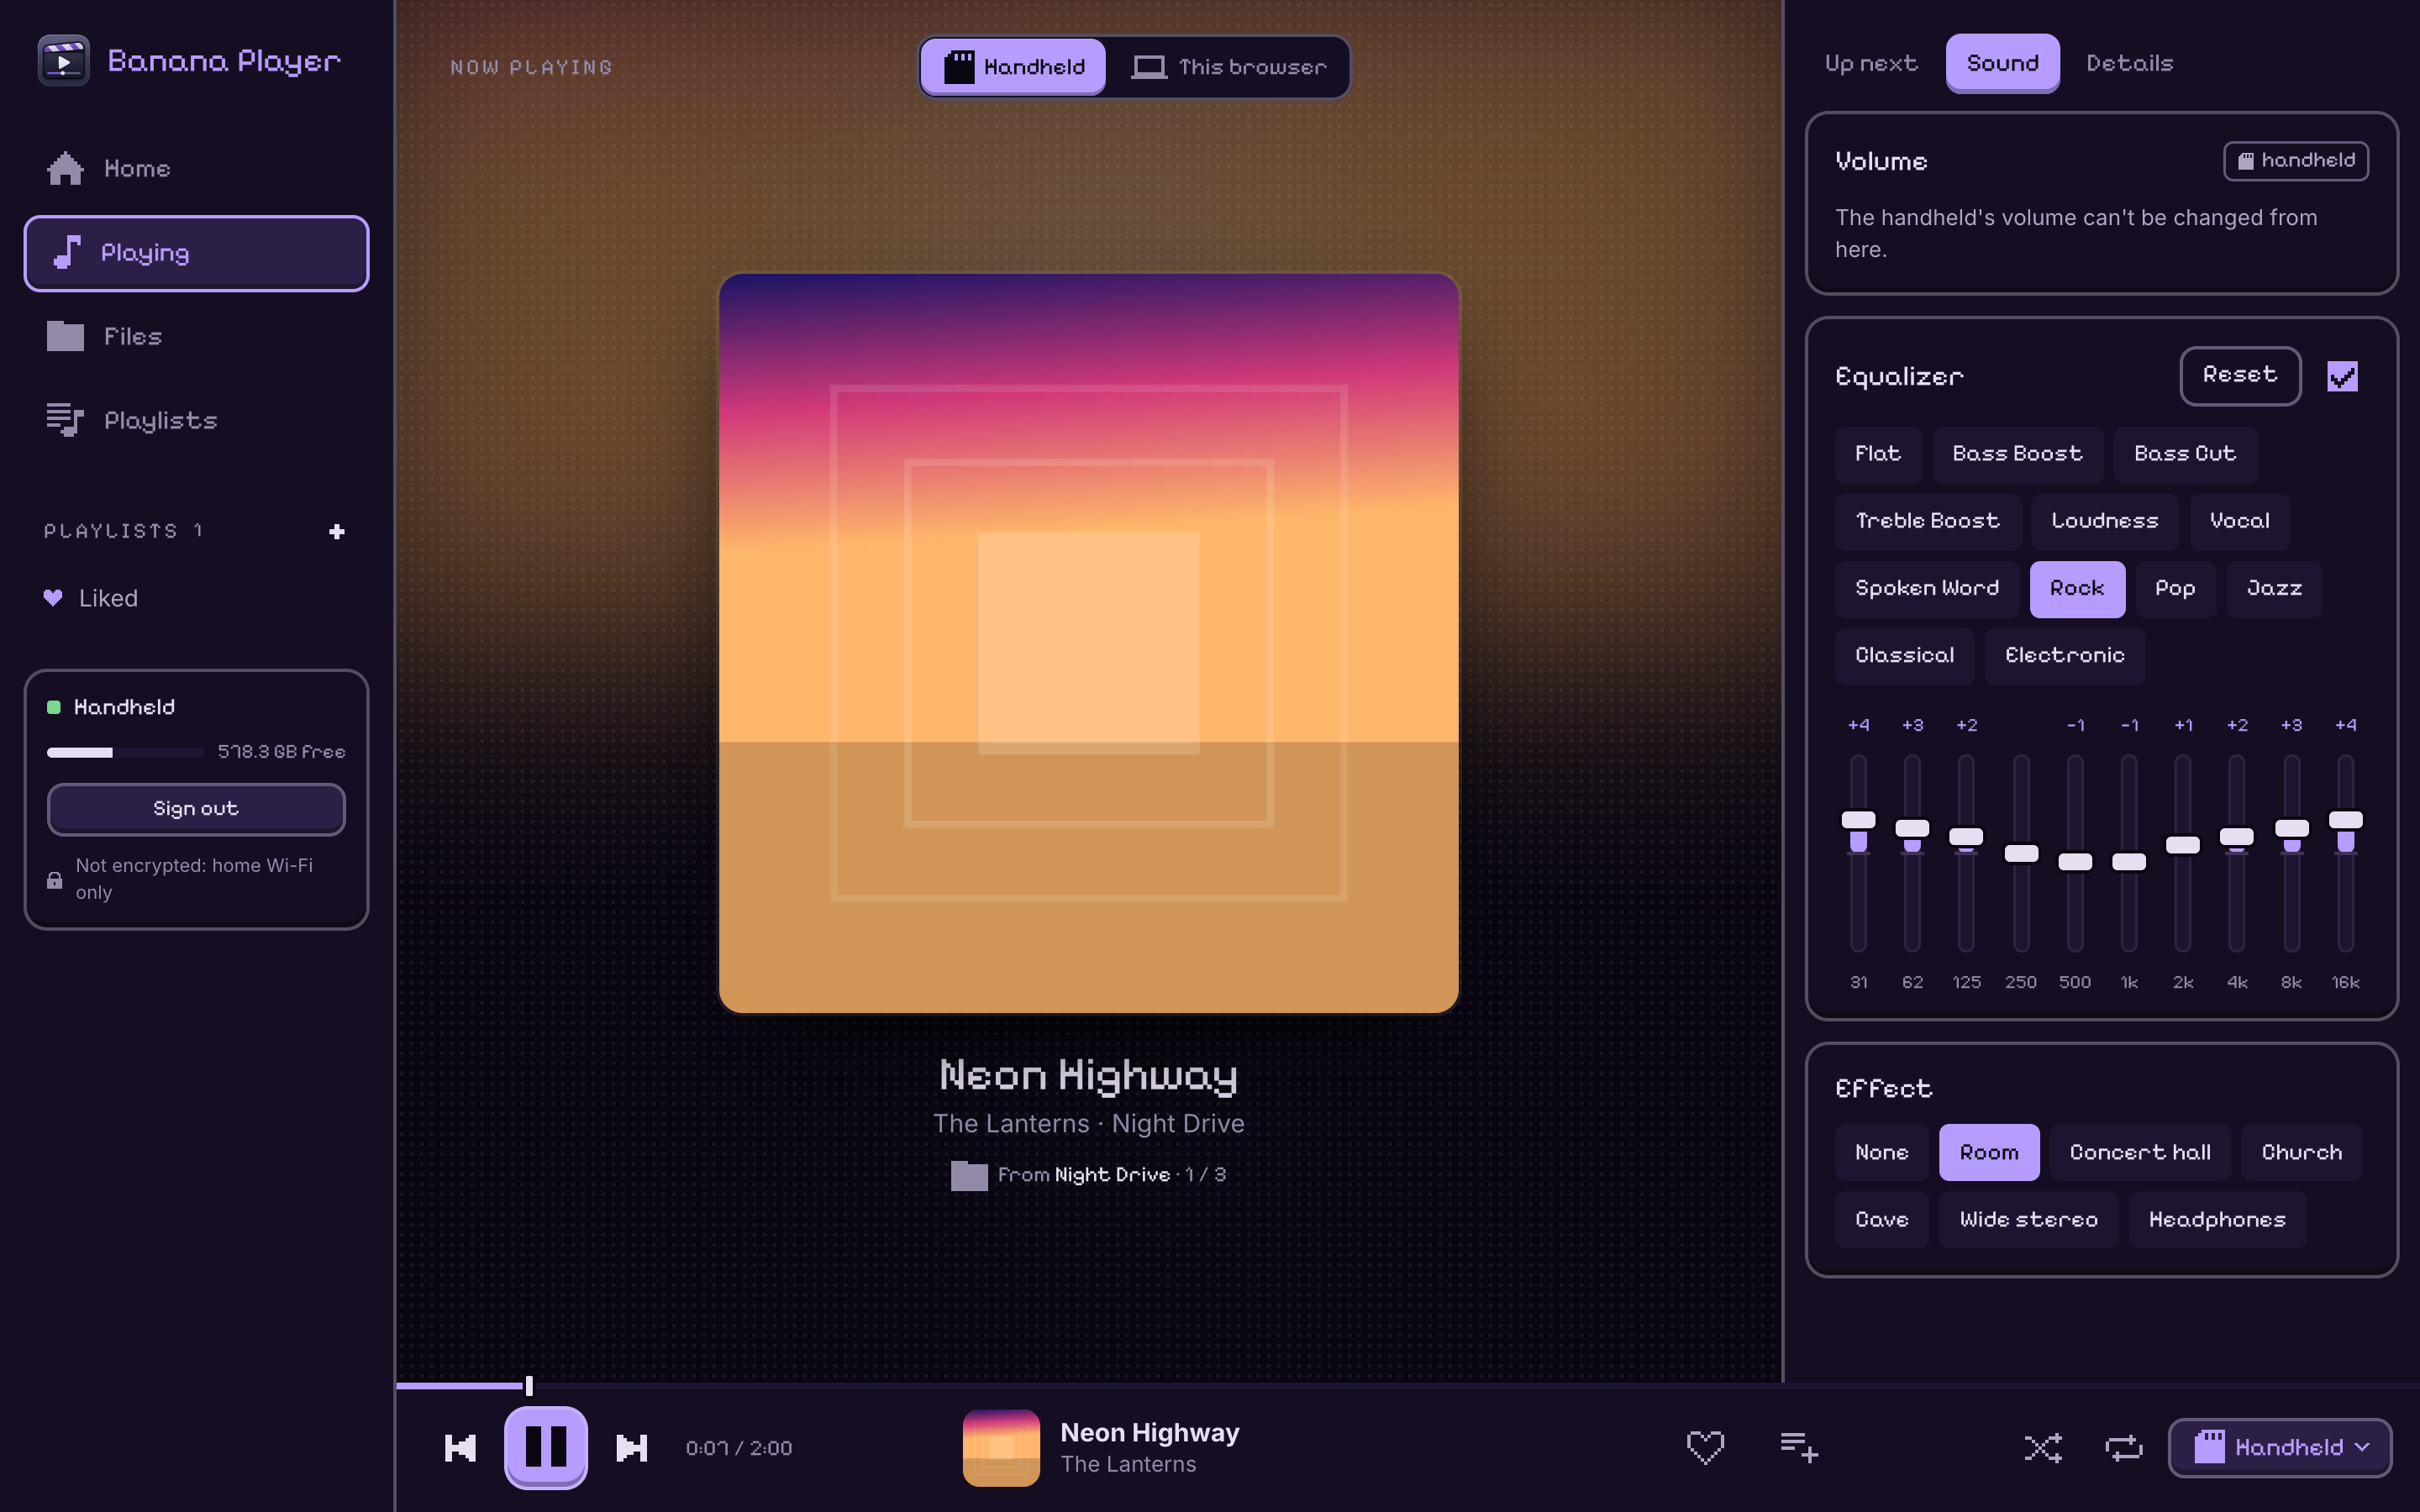 Banana Player
Home
Playing
Files
Playlists
PLAYLISTS 1
Liked
Handheld
578.3 GB free
Sign out
Not encrypted: home Wi-Fi
only
NOW PLAYING
Handheld
This browser
Neon Highway
The Lanterns · Night Drive
From Night Drive · 1 / 3
Up next
Sound
Details
Volume
handheld
The handheld's volume can't be changed from
here.
Equalizer
Reset
Flat
Bass Boost
Bass Cut
Treble Boost
Loudness
Vocal
Spoken Word
Rock
Pop
Jazz
Classical
Electronic
+4 +3 +2 -1 -1 +1 +2 +3 +4
31 62 125 250 500 1k 2k 4k 8k 16k
Effect
None
Room
Concert hall
Church
Cave
Wide stereo
Headphones
0:07 / 2:00
Neon Highway
The Lanterns
Handheld